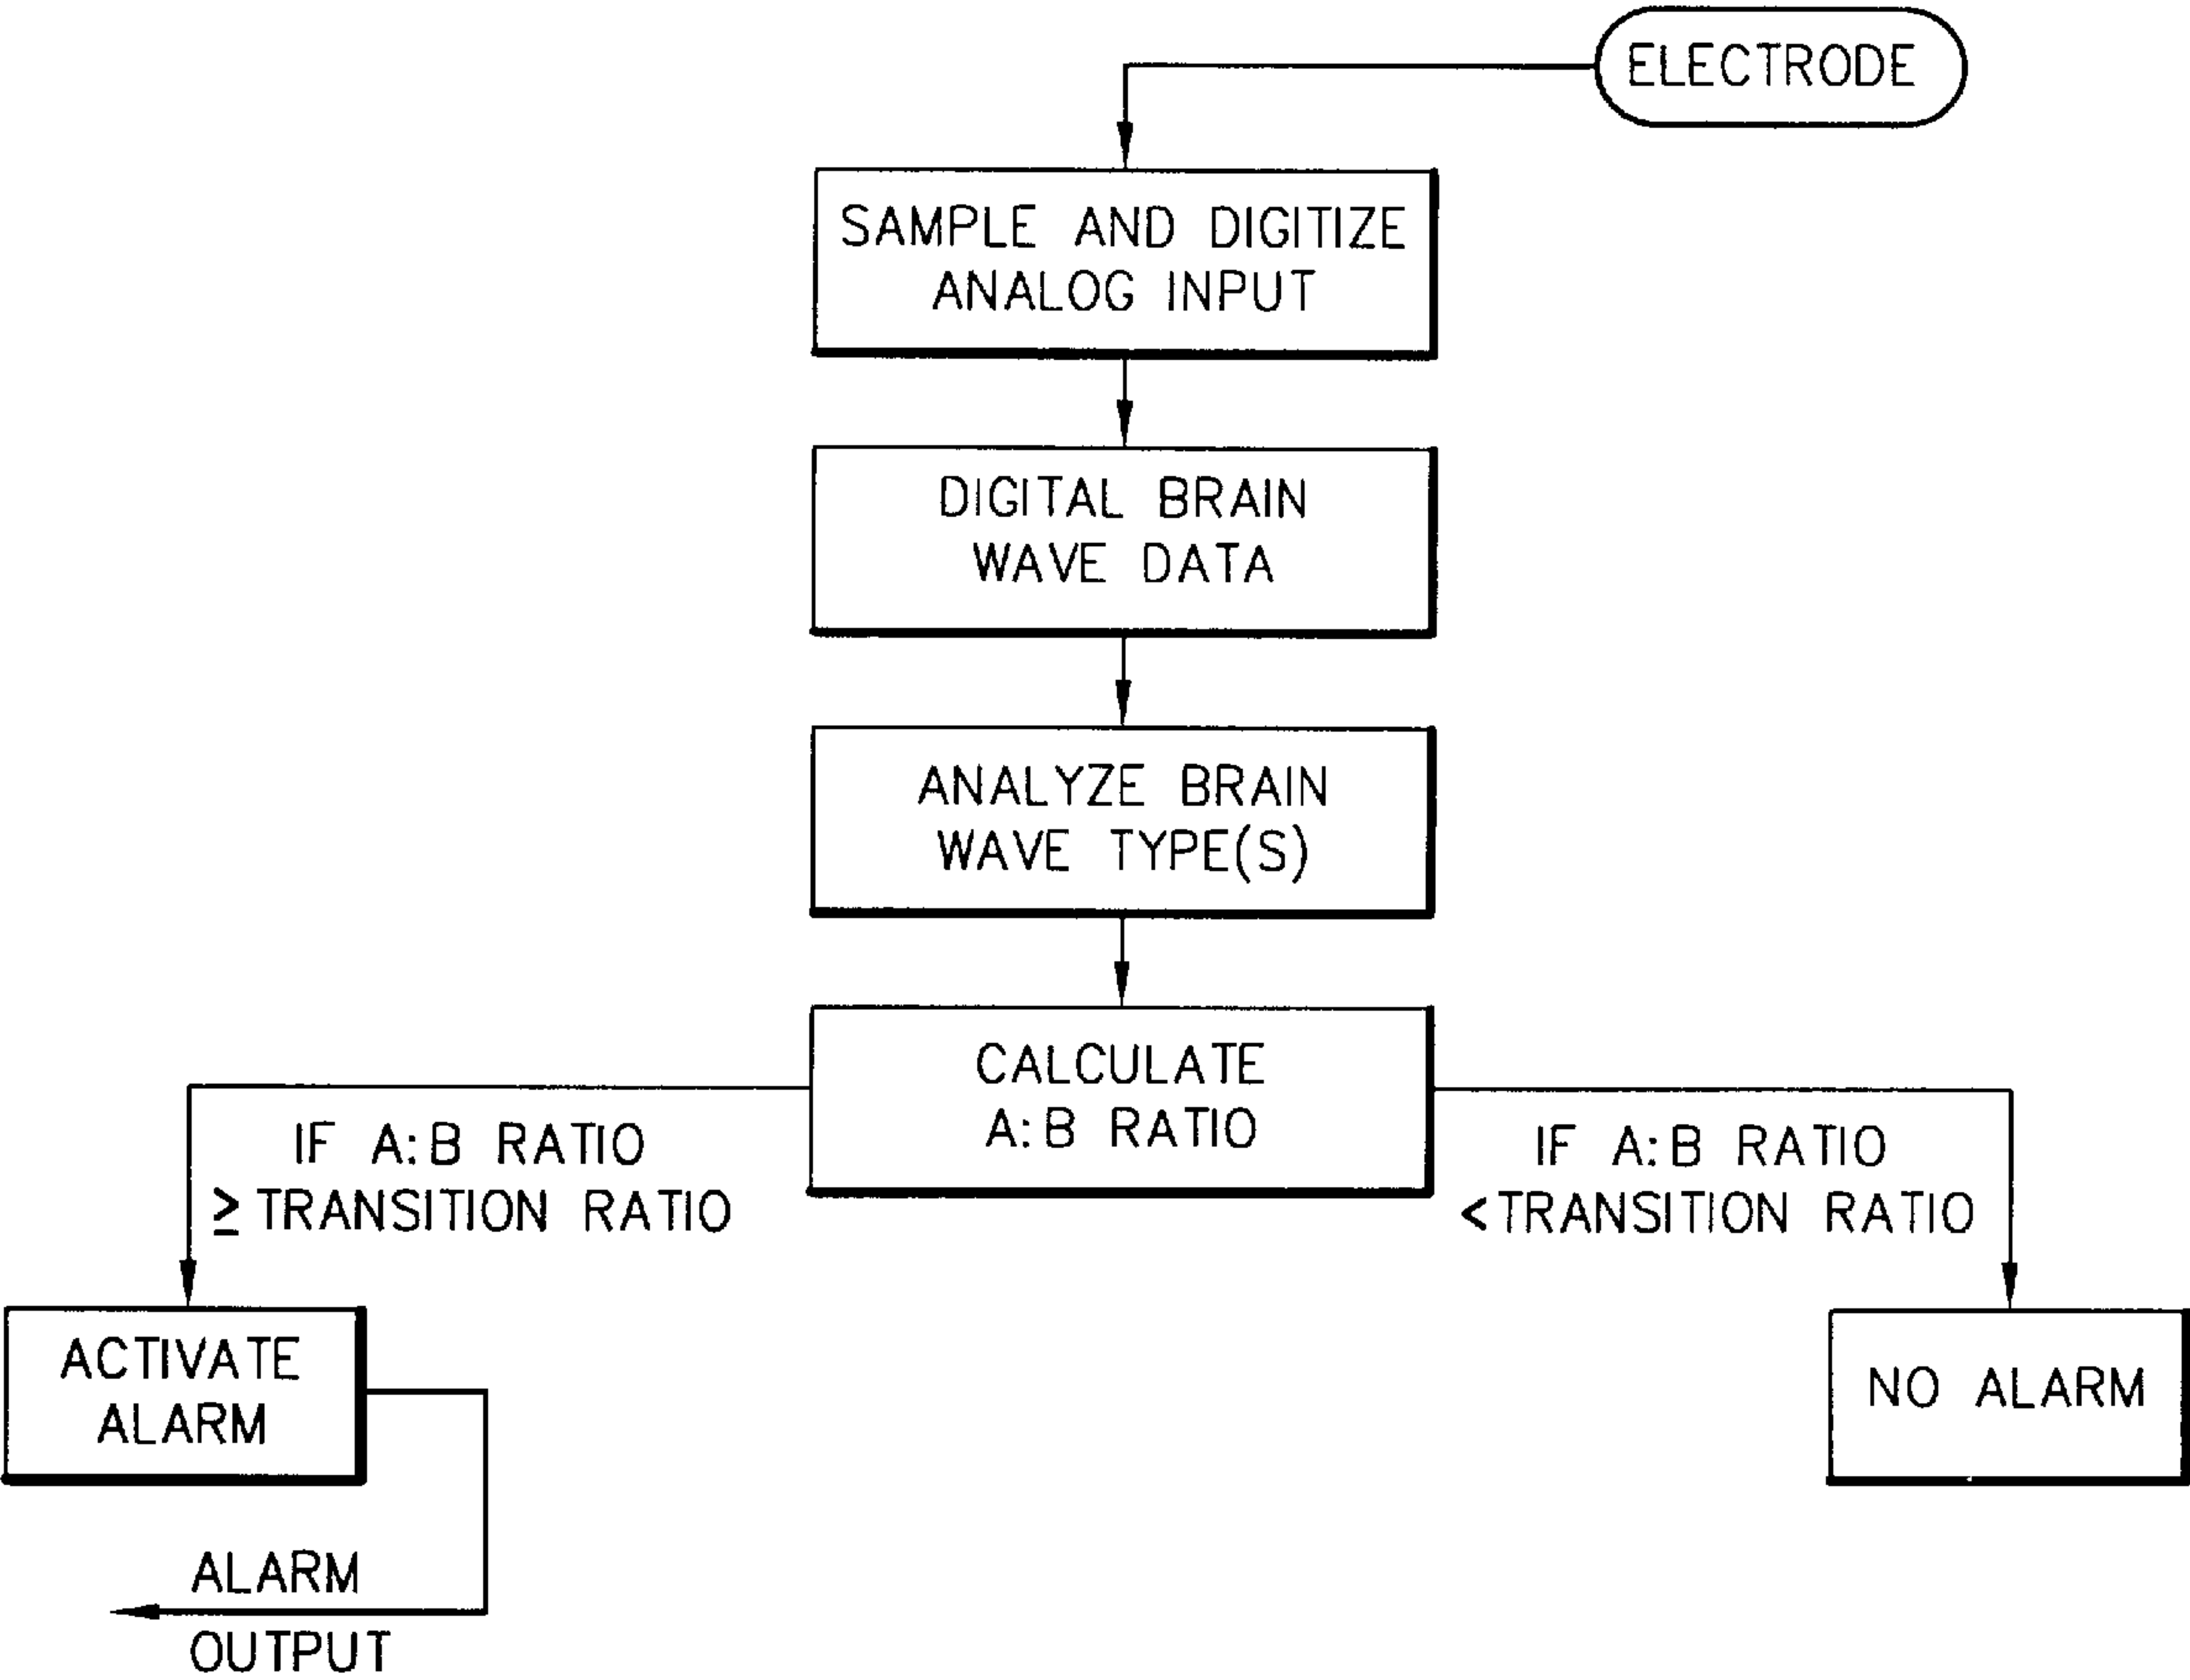 ELECTRODE
SAMPLE AND DIGITIZE
ANALOG INPUT
DIGITAL BRAIN
WAVE DATA
ANALYZE BRAIN
WAVE TYPE(S)
CALCULATE
A:B RATIO
IF A:B RATIO
≥ TRANSITION RATIO
IF A:B RATIO
< TRANSITION RATIO
ACTIVATE
ALARM
NO ALARM
ALARM
OUTPUT